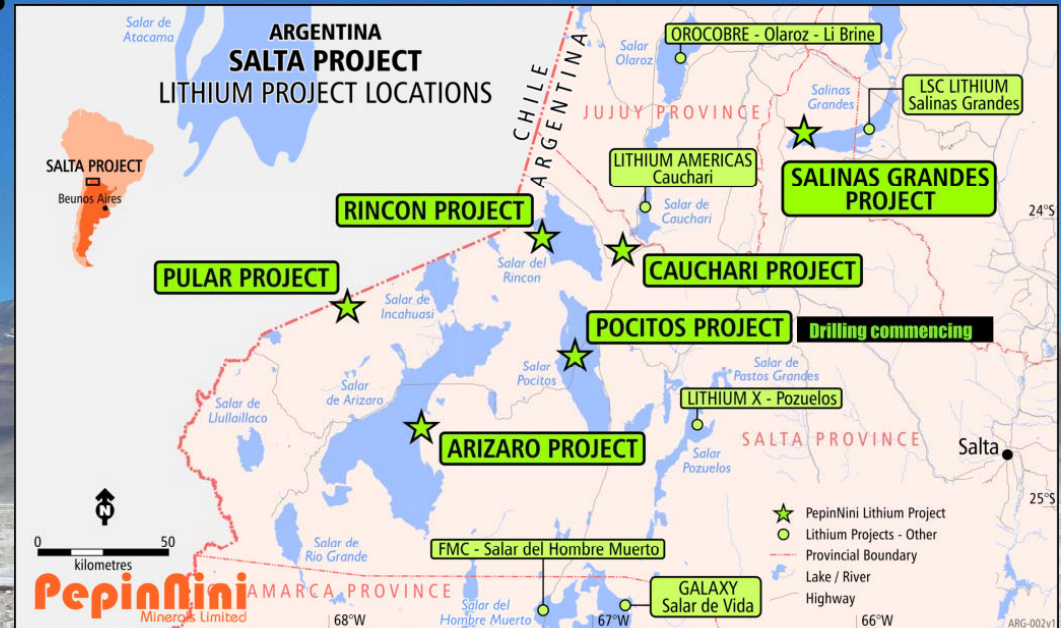 Salar de
Atacama
ARGENTINA
SALTA PROJECT
LITHIUM PROJECT LOCATIONS
CHILE
ARGENTINA
Salar
Olaroz
OROCOBRE - Olaroz - Li Brine
JUJUY PROVINCE
Salinas
Grandes
LSC LITHIUM
Salinas Grandes
SALTA PROJECT
Beunos Aires
LITHIUM AMERICAS
Cauchari
SALINAS GRANDES
PROJECT
RINCON PROJECT
Salar de
Cauchari
24°S
PULAR PROJECT
Salar del
Rincon
CAUCHARI PROJECT
Salar de
Incahuasi
POCITOS PROJECT
Drilling commencing
Salar
Pocitos
Salar de
Pastos Grandes
Salar
de Arizaro
Salar de
Llullaillaco
LITHIUM X - Pozuelos
ARIZARO PROJECT
SALTA PROVINCE
Salta
Salar
Pozuelos
25°S
N
0 50
kilometres
Salar de
Rio Grande
FMC - Salar del Hombre Muerto
PepinNini Lithium Project
Lithium Projects - Other
Provincial Boundary
Lake / River
Highway
AMARCA PROVINCE
PepinNini
Minerals Limited
Salar del
Hombre Muerto
GALAXY
Salar de Vida
68°W
67°W
66°W
ARG-002v1